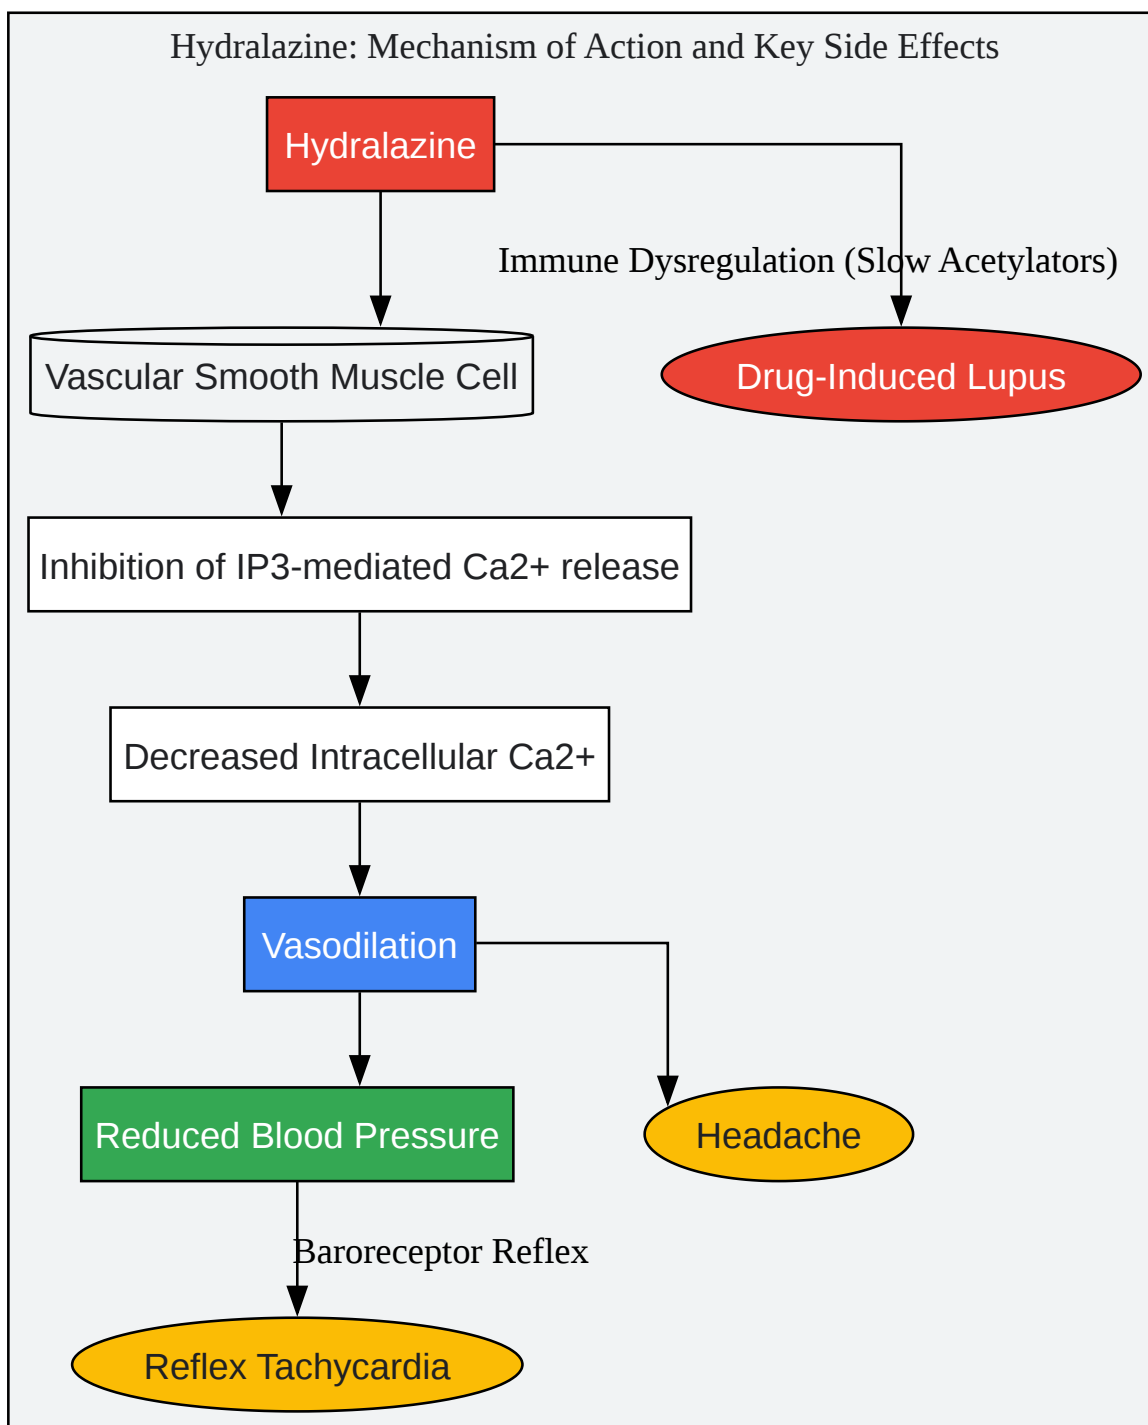 Hydralazine: Mechanism of Action and Key Side Effects
Hydralazine
Immune Dysregulation (Slow Acetylators)
Vascular Smooth Muscle Cell
Drug-Induced Lupus
Inhibition of IP3-mediated Ca2+ release
Decreased Intracellular Ca2+
Vasodilation
Reduced Blood Pressure
Headache
Baroreceptor Reflex
Reflex Tachycardia